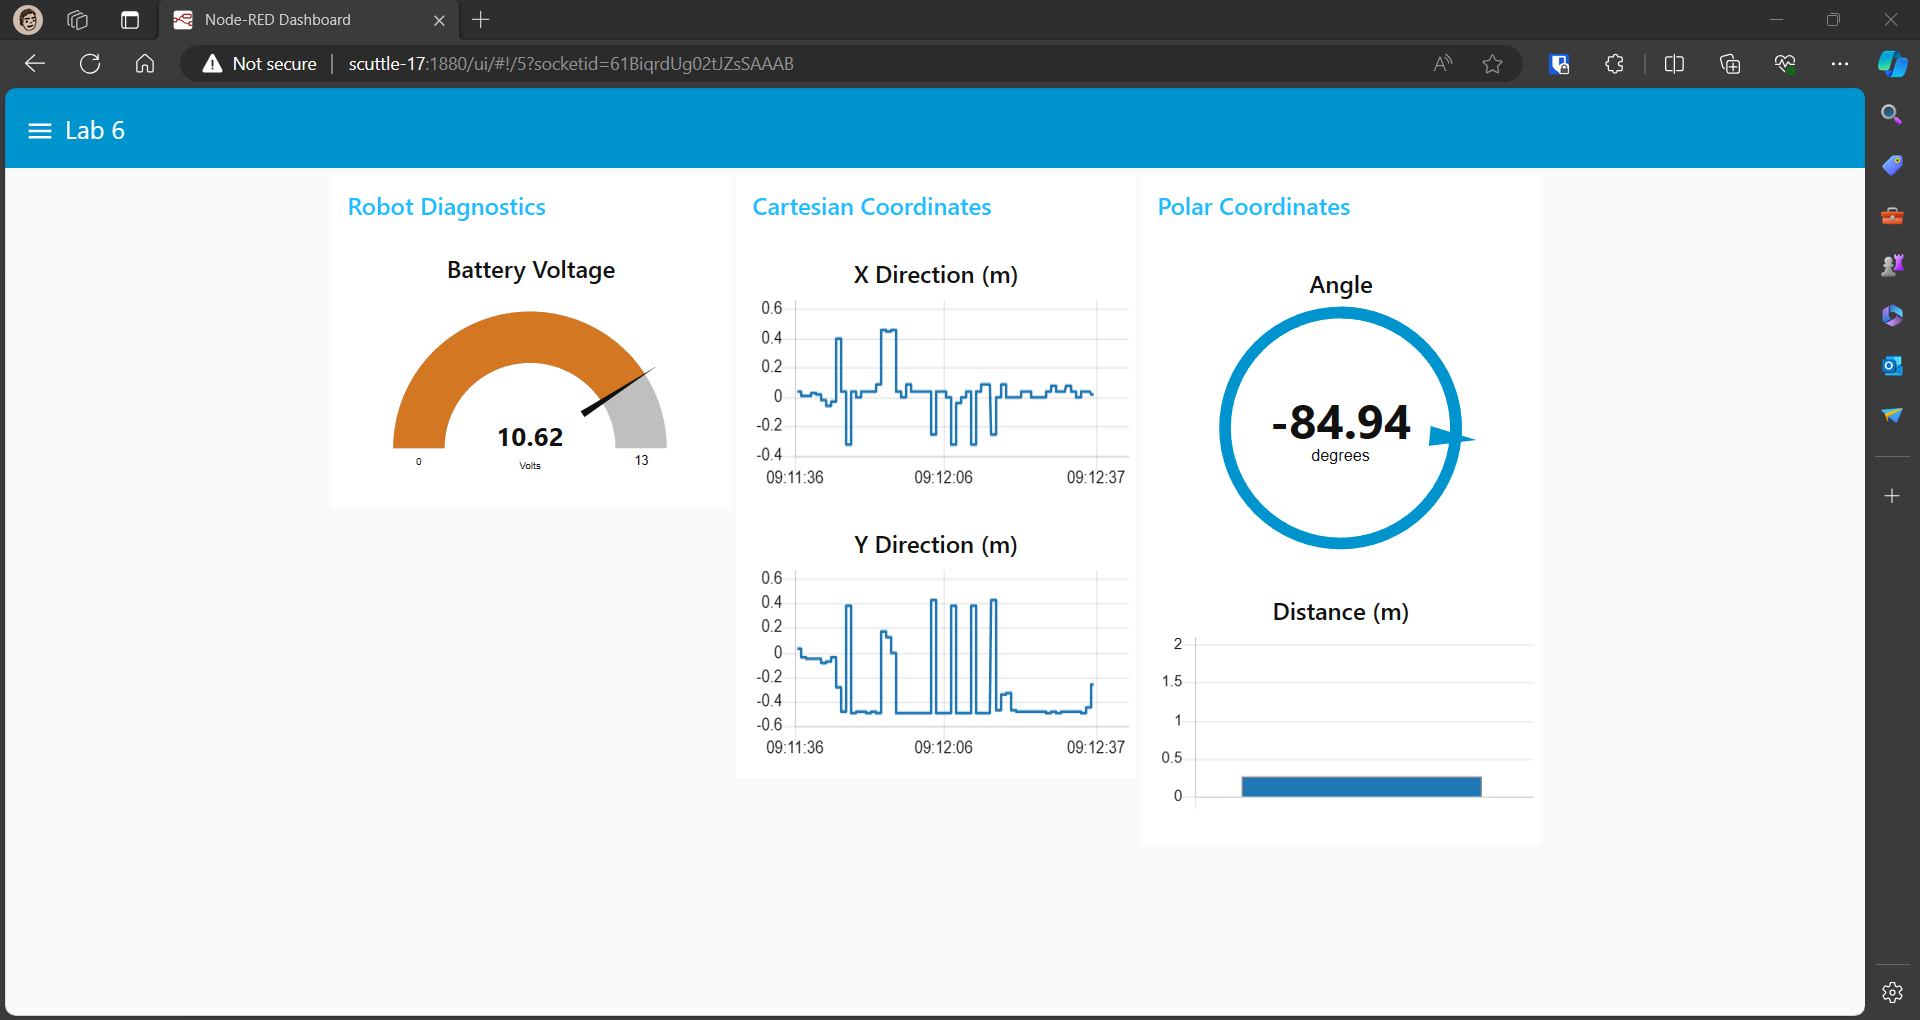 Node-RED Dashboard
Not secure
scuttle-17:1880/ui/#!/5?socketid=61BiqrdUg02tJZsSAAAB
Lab 6
Robot Diagnostics
Battery Voltage
10.62
Volts
0
13
Cartesian Coordinates
X Direction (m)
0.6
0.4
0.2
0
-0.2
-0.4
09:11:36 09:12:06 09:12:37
Y Direction (m)
0.6
0.4
0.2
0
-0.2
-0.4
-0.6
09:11:36 09:12:06 09:12:37
Polar Coordinates
Angle
-84.94
degrees
Distance (m)
2
1.5
1
0.5
0